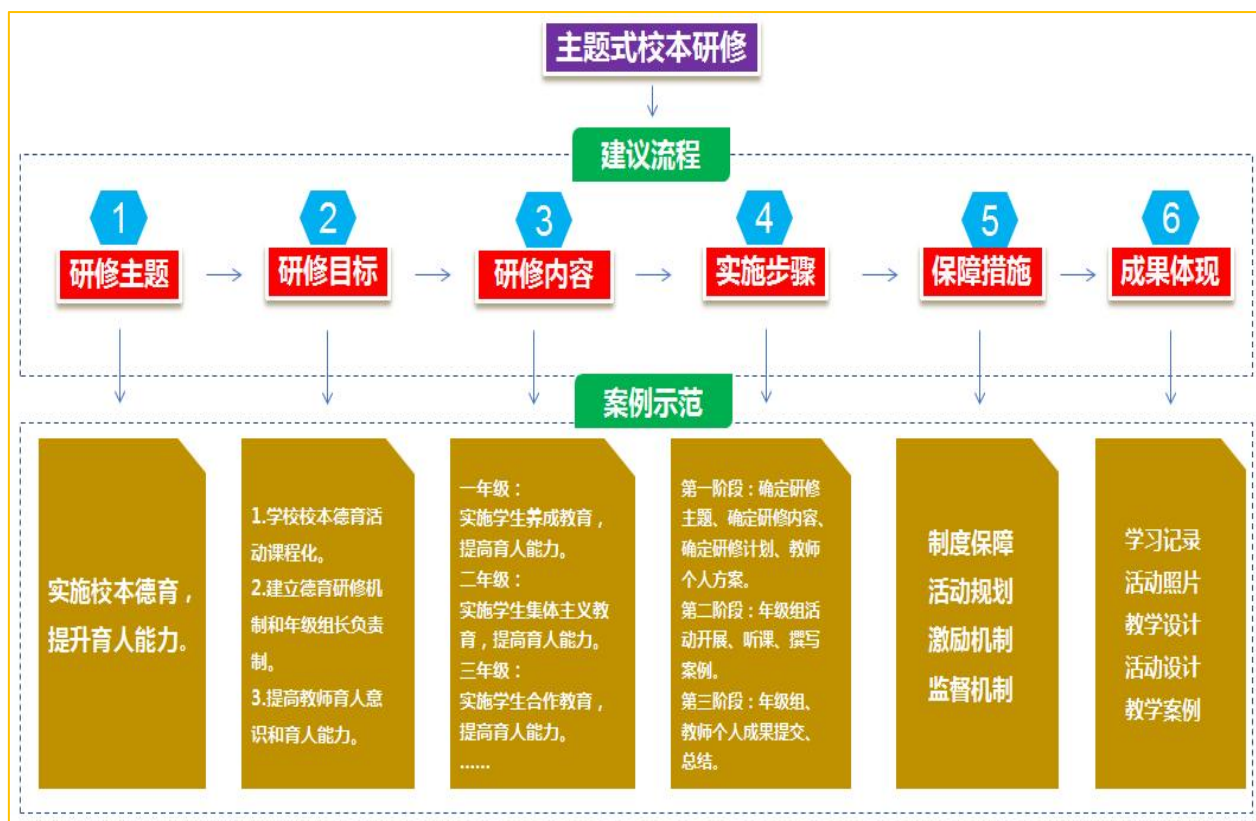 主题式校本研修
建议流程
1
研修主题
2
研修目标
3
研修内容
4
实施步骤
5
保障措施
6
成果体现
案例示范
实施校本德育，
提升育人能力。
1.学校校本德育活
动课程化。
2.建立德育研修机
制和年级组长负责
制。
3.提高教师育人意
识和育人能力。
一年级：
实施学生养成教育，
提高育人能力。
二年级：
实施学生集体主义教
育，提高育人能力。
三年级：
实施学生合作教育，
提高育人能力。
……
第一阶段：确定研修
主题、确定研修内容、
确定研修计划、教师
个人方案。
第二阶段：年级组活
动开展、听课、撰写
案例。
第三阶段：年级组、
教师个人成果提交、
总结。
制度保障
活动规划
激励机制
监督机制
学习记录
活动照片
教学设计
活动设计
教学案例